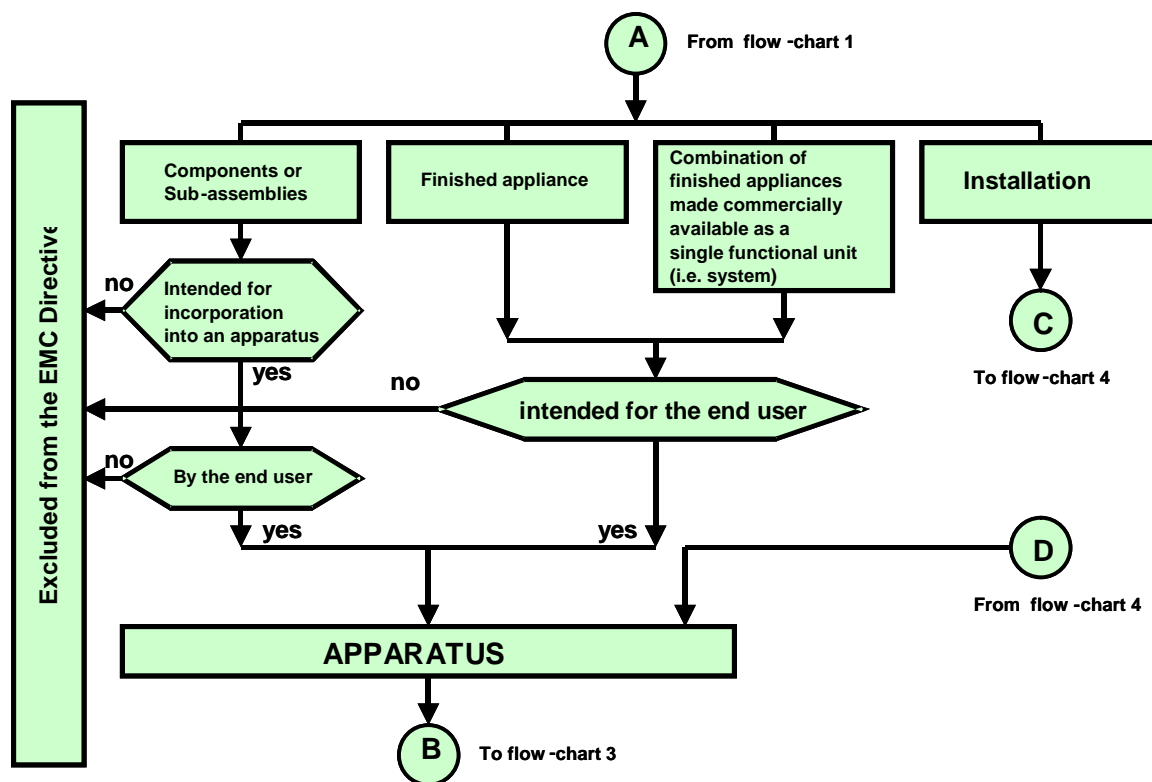 A
From flow-chart 1
Components or
Sub-assemblies
Finished appliance
Combination of
finished appliances
made commercially
available as a
single functional unit
(i.e. system)
Installation
no
Intended for
incorporation
into an apparatus
yes
C
To flow-chart 4
no
intended for the end user
no
By the end user
yes
yes
D
From flow-chart 4
Excluded from the EMC Directive
APPARATUS
B
To flow-chart 3